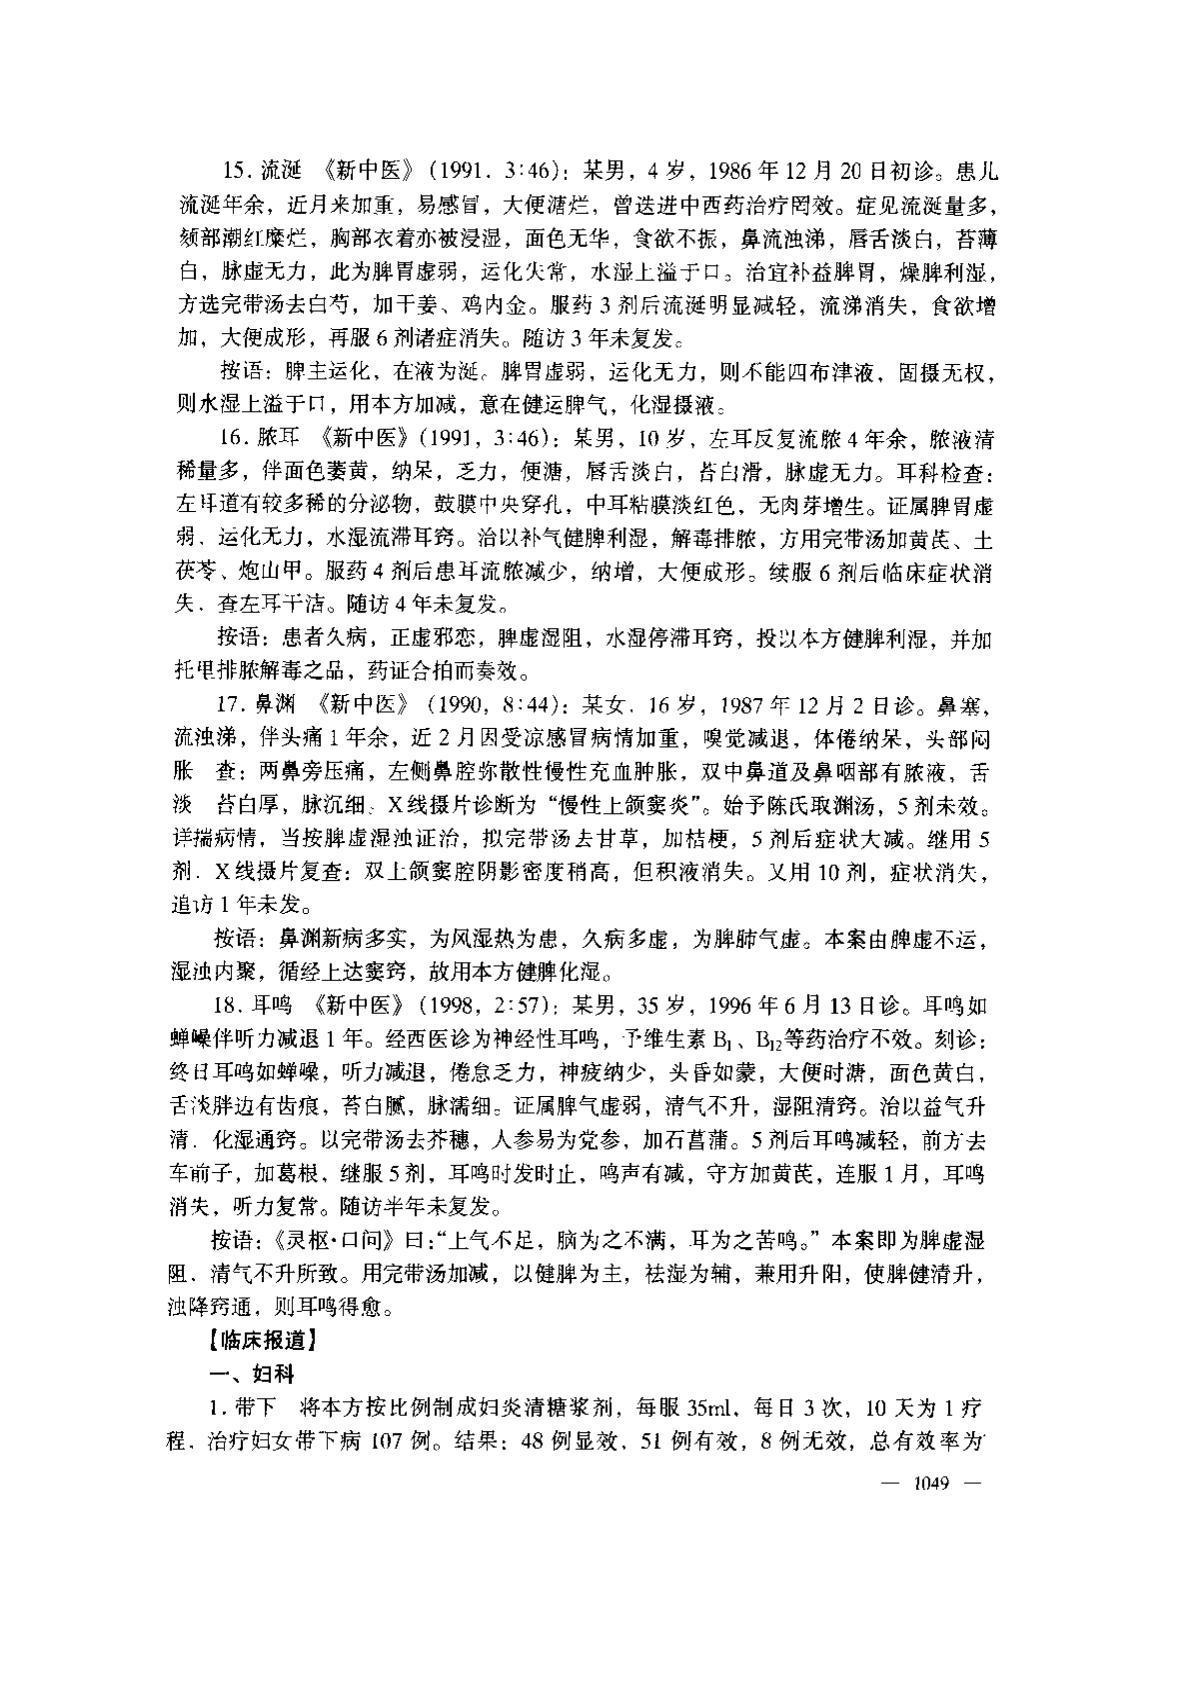 15. 流涎 《新中医》(1991. 3:46)：某男，4 岁，1986 年 12 月 20 日初诊。患儿
流涎年余，近月来加重，易感冒，大便溏烂，曾迭进中西药治疗罔效。症见流涎量多，
颏部潮红糜烂，胸部衣着亦被浸湿，面色无华，食欲不振，鼻流浊涕，唇舌淡白，苔薄
白，脉虚无力，此为脾胃虚弱，运化失常，水湿上溢于口。治宜补益脾胃，燥脾利湿，
方选完带汤去白芍，加干姜、鸡内金。服药 3 剂后流涎明显减轻，流涕消失，食欲增
加，大便成形，再服 6 剂诸症消失。随访 3 年未复发。
按语：脾主运化，在液为涎。脾胃虚弱，运化无力，则不能四布津液，固摄无权，
则水湿上溢于口，用本方加减，意在健运脾气，化湿摄液。
16. 脓耳 《新中医》(1991，3:46)：某男，10 岁，左耳反复流脓 4 年余，脓液清
稀量多，伴面色萎黄，纳呆，乏力，便溏，唇舌淡白，苔白滑，脉虚无力。耳科检查：
左耳道有较多稀的分泌物，鼓膜中央穿孔，中耳粘膜淡红色，无肉芽增生。证属脾胃虚
弱、运化无力，水湿流滞耳窍。治以补气健脾利湿，解毒排脓，方用完带汤加黄芪、土
茯苓、炮山甲。服药 4 剂后患耳流脓减少，纳增，大便成形。续服 6 剂后临床症状消
失，查左耳干洁。随访 4 年未复发。
按语：患者久病，正虚邪恋，脾虚湿阻，水湿停滞耳窍，投以本方健脾利湿，并加
托里排脓解毒之品，药证合拍而奏效。
17. 鼻渊 《新中医》(1990，8:44)：某女，16 岁，1987 年 12 月 2 日诊。鼻塞，
流浊涕，伴头痛 1 年余，近 2 月因受凉感冒病情加重，嗅觉减退，体倦纳呆，头部闷
胀 查：两鼻旁压痛，左侧鼻腔弥散性慢性充血肿胀，双中鼻道及鼻咽部有脓液，舌
淡 苔白厚，脉沉细、X 线摄片诊断为“慢性上颌窦炎”。始予陈氏取渊汤，5 剂未效。
详揣病情，当按脾虚湿浊证治，拟完带汤去甘草，加桔梗，5 剂后症状大减。继用 5
剂．X 线摄片复查：双上颌窦腔阴影密度稍高，但积液消失。又用 10 剂，症状消失，
追访 1 年未发。
按语：鼻渊新病多实，为风湿热为患，久病多虚，为脾肺气虚。本案由脾虚不运，
湿浊内聚，循经上达窦窍，故用本方健脾化湿。
18. 耳鸣 《新中医》(1998，2:57)：某男，35 岁，1996 年 6 月 13 日诊。耳鸣如
蝉噪伴听力减退 1 年。经西医诊为神经性耳鸣，予维生素 B₁、B₁₂等药治疗不效。刻诊：
终日耳鸣如蝉噪，听力减退，倦怠乏力，神疲纳少，头昏如蒙，大便时溏，面色黄白，
舌淡胖边有齿痕，苔白腻，脉濡细。证属脾气虚弱，清气不升，湿阻清窍。治以益气升
清．化湿通窍。以完带汤去芥穗，人参易为党参，加石菖蒲。5 剂后耳鸣减轻，前方去
车前子，加葛根，继服 5 剂，耳鸣时发时止，鸣声有减，守方加黄芪，连服 1 月，耳鸣
消失，听力复常。随访半年未复发。
按语：《灵枢·口问》曰：“上气不足，脑为之不满，耳为之苦鸣。”本案即为脾虚湿
阻．清气不升所致。用完带汤加减，以健脾为主，祛湿为辅，兼用升阳，使脾健清升，
浊降窍通，则耳鸣得愈。
【临床报道】
一、妇科
1. 带下 将本方按比例制成妇炎清糖浆剂，每服 35ml，每日 3 次，10 天为 1 疗
程．治疗妇女带下病 107 例。结果：48 例显效，51 例有效，8 例无效，总有效率为
— 1049 —